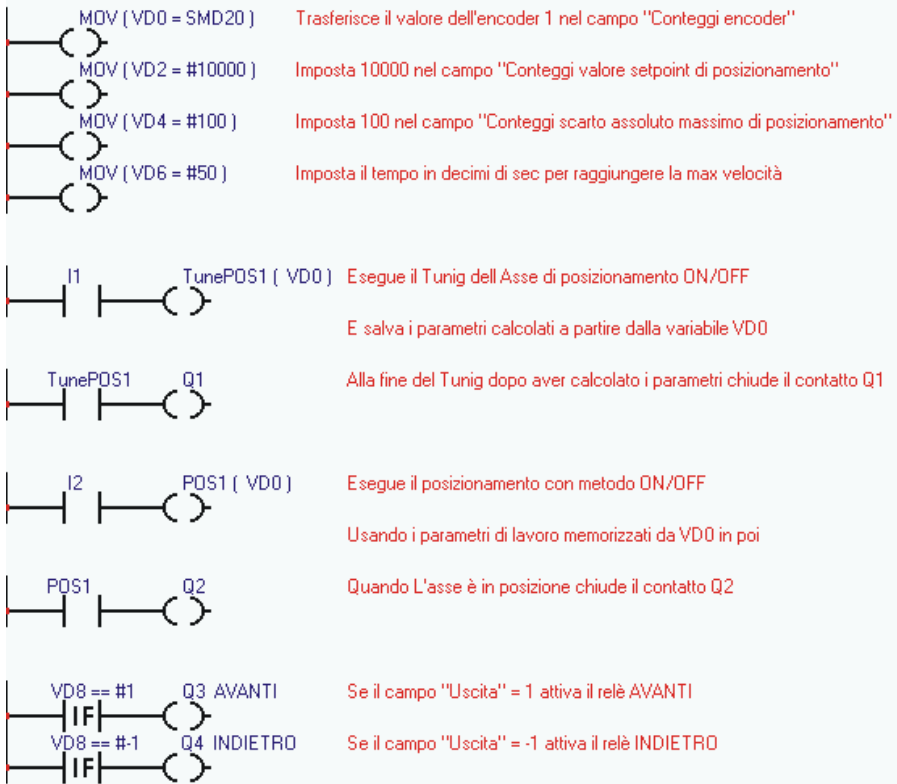 MOV ( VD0 = SMD20 ) Trasferisce il valore dell'encoder 1 nel campo "Conteggi encoder"
MOV ( VD2 = #10000 ) Imposta 10000 nel campo "Conteggi valore setpoint di posizionamento"
MOV ( VD4 = #100 ) Imposta 100 nel campo "Conteggi scarto assoluto massimo di posizionamento"
MOV ( VD6 = #50 ) Imposta il tempo in decimi di sec per raggiungere la max velocità
I1 TunePOS1 ( VD0 ) Esegue il Tunig dell Asse di posizionamento ON/OFF
E salva i parametri calcolati a partire dalla variabile VD0
TunePOS1 Q1 Alla fine del Tunig dopo aver calcolato i parametri chiude il contatto Q1
I2 POS1 ( VD0 ) Esegue il posizionamento con metodo ON/OFF
Usando i parametri di lavoro memorizzati da VD0 in poi
POS1 Q2 Quando L'asse è in posizione chiude il contatto Q2
VD8 == #1 Q3 AVANTI Se il campo "Uscita" = 1 attiva il relè AVANTI
IF
VD8 == #-1 Q4 INDIETRO Se il campo "Uscita" = -1 attiva il relè INDIETRO
IF